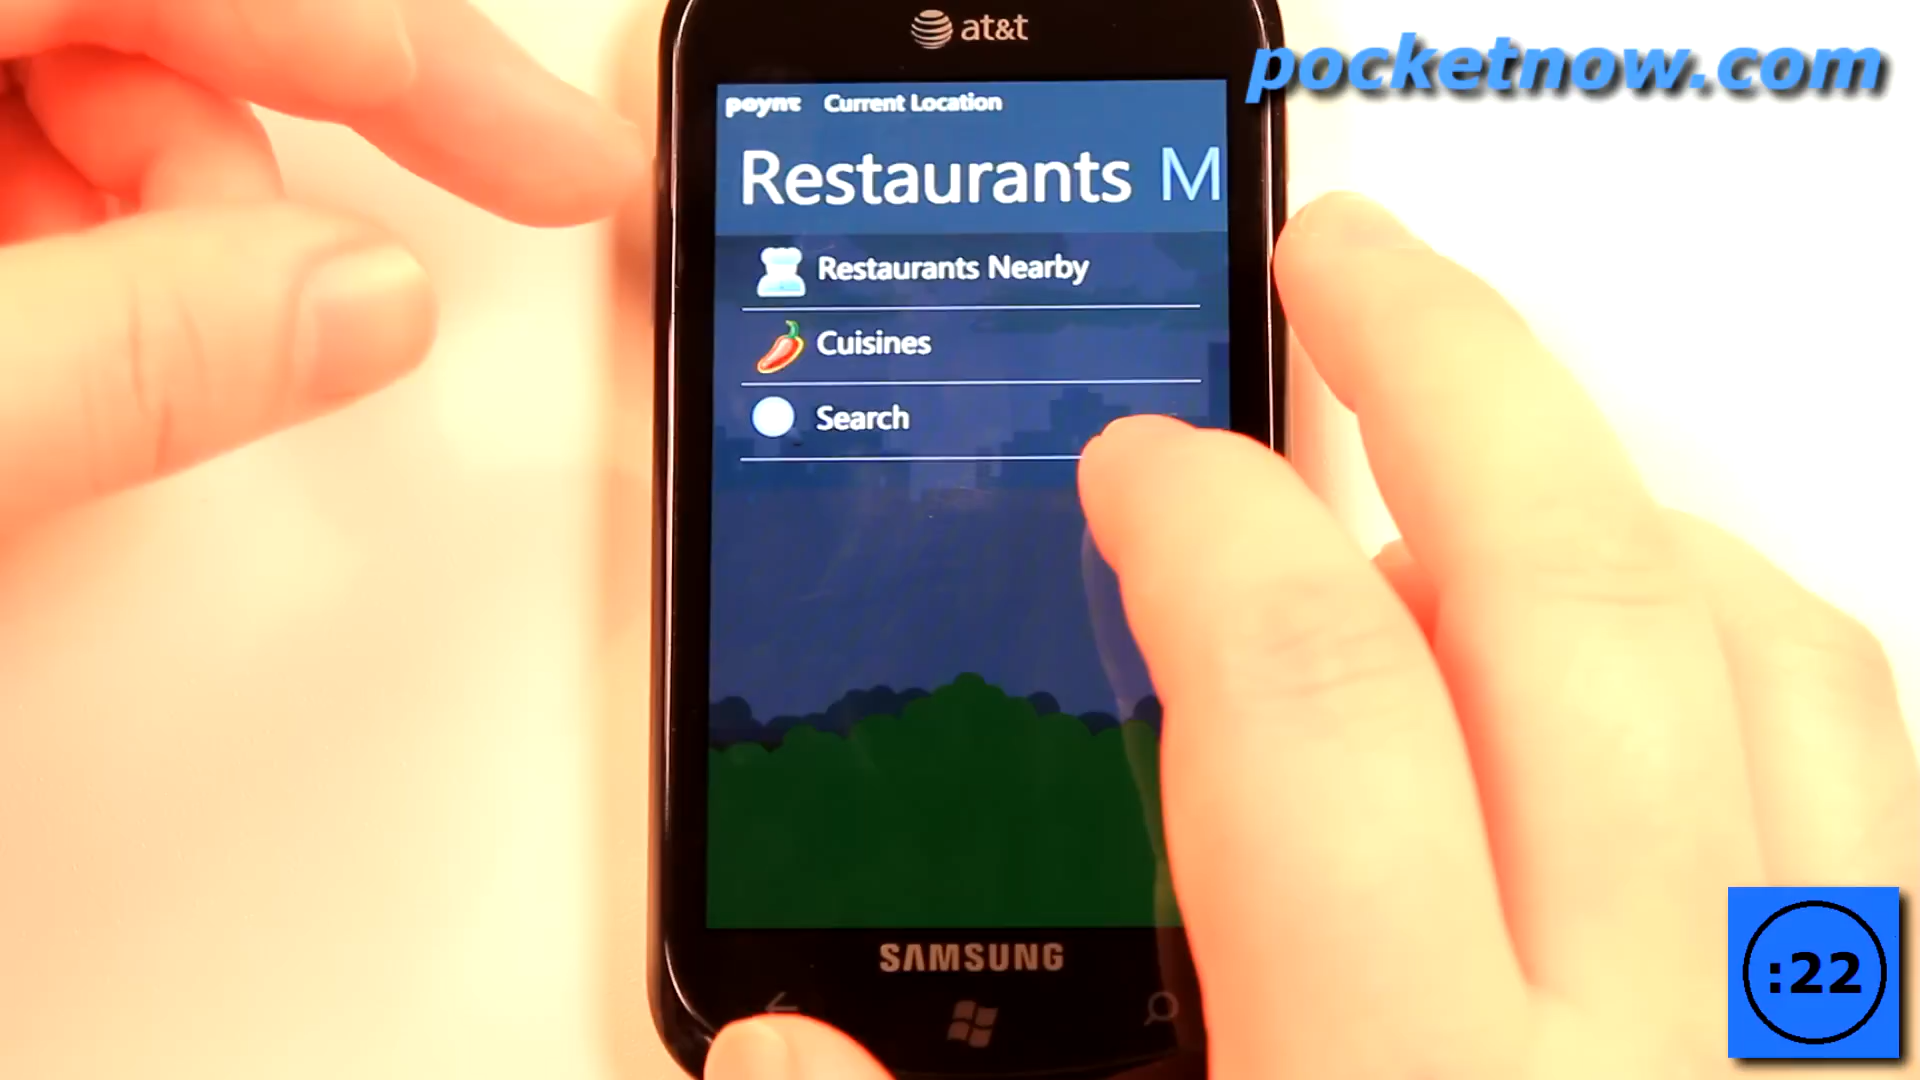 at&t
pocketnow.com
poynt Current Location
Restaurants M
Restaurants Nearby
Cuisines
Search
SAMSUNG
:22